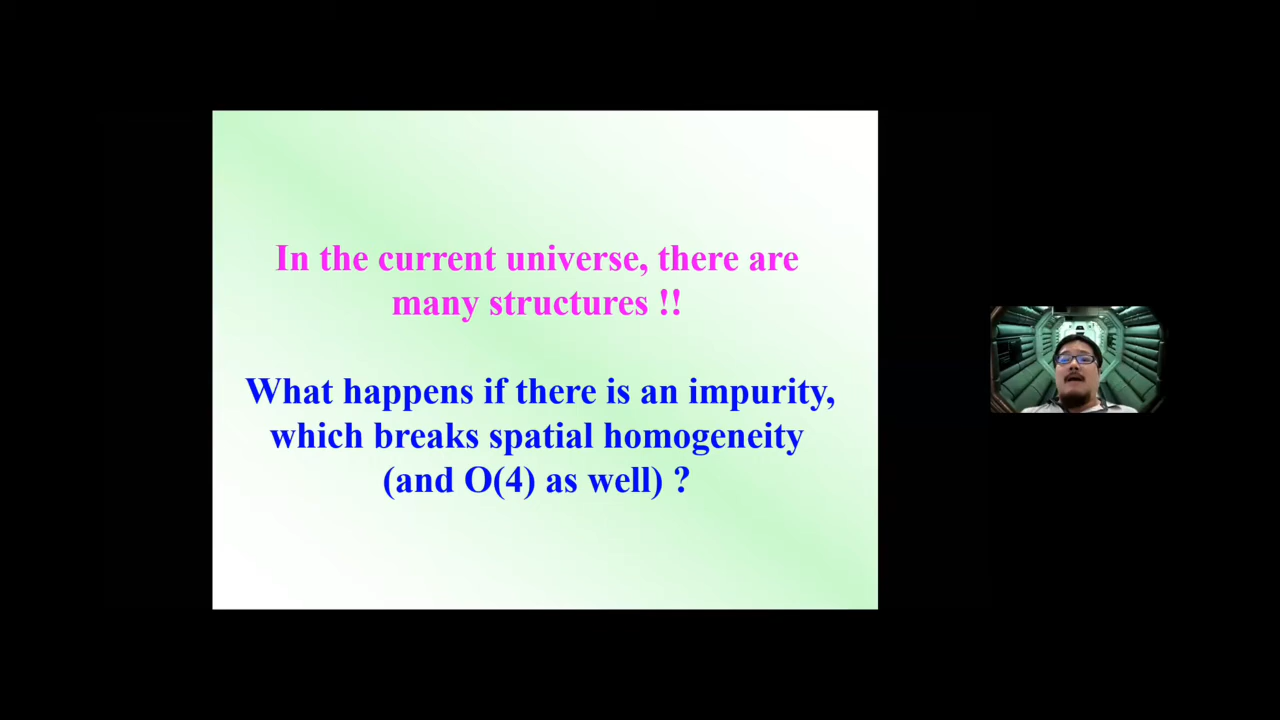 In the current universe, there are
many structures !!
What happens if there is an impurity,
which breaks spatial homogeneity
(and O(4) as well) ?